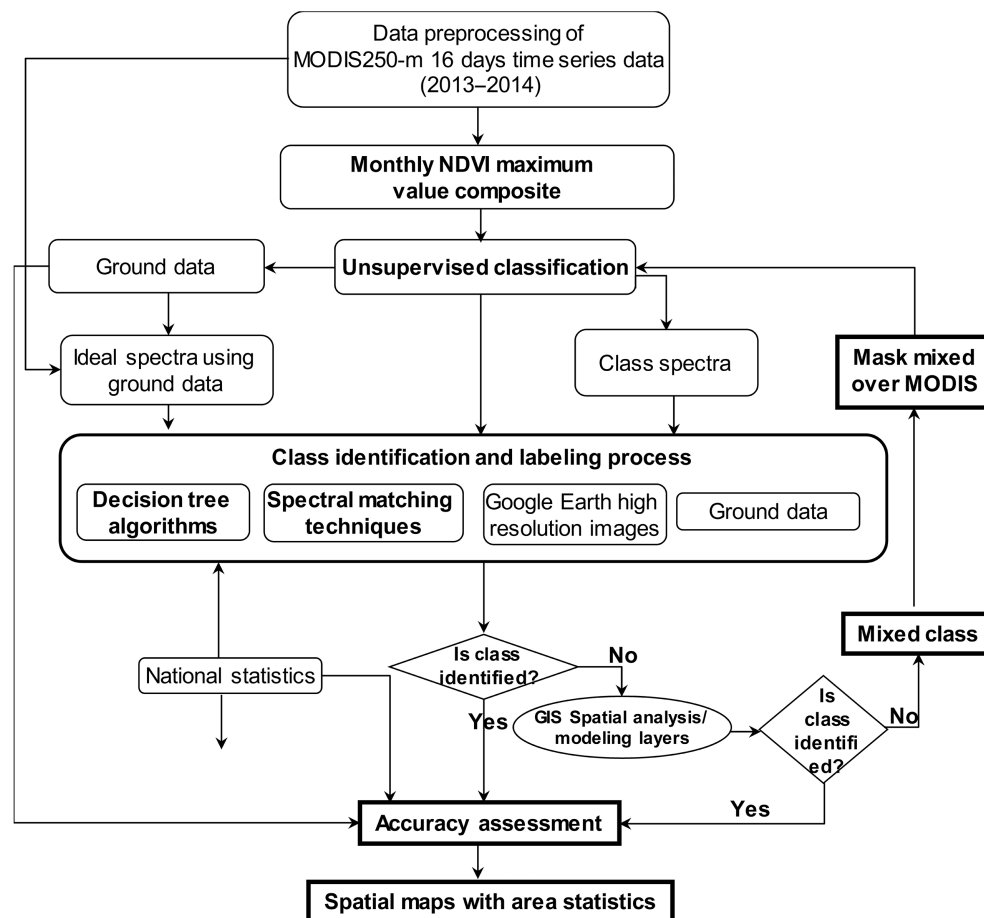 Data preprocessing of
MODIS250-m 16 days time series data
(2013–2014)
Monthly NDVI maximum
value composite
Ground data
Unsupervised classification
Ideal spectra using
ground data
Class spectra
Mask mixed
over MODIS
Class identification and labeling process
Decision tree
algorithms
Spectral matching
techniques
Google Earth high
resolution images
Ground data
Mixed class
National statistics
Is class
identified?
No
Yes
GIS Spatial analysis/
modeling layers
Is
class
identifi
ed?
No
Yes
Accuracy assessment
Spatial maps with area statistics